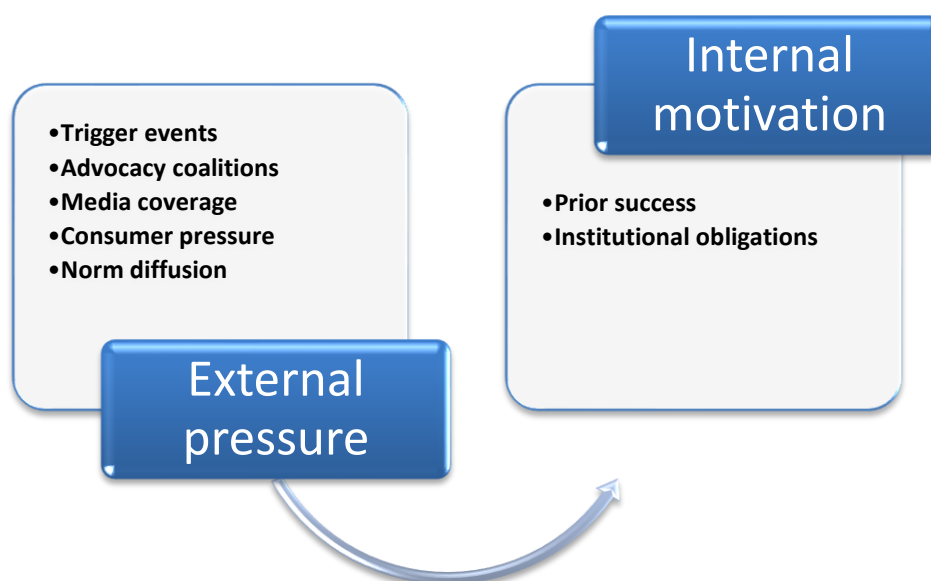 •Trigger events
•Advocacy coalitions
•Media coverage
•Consumer pressure
•Norm diffusion
External
pressure
Internal
motivation
•Prior success
•Institutional obligations